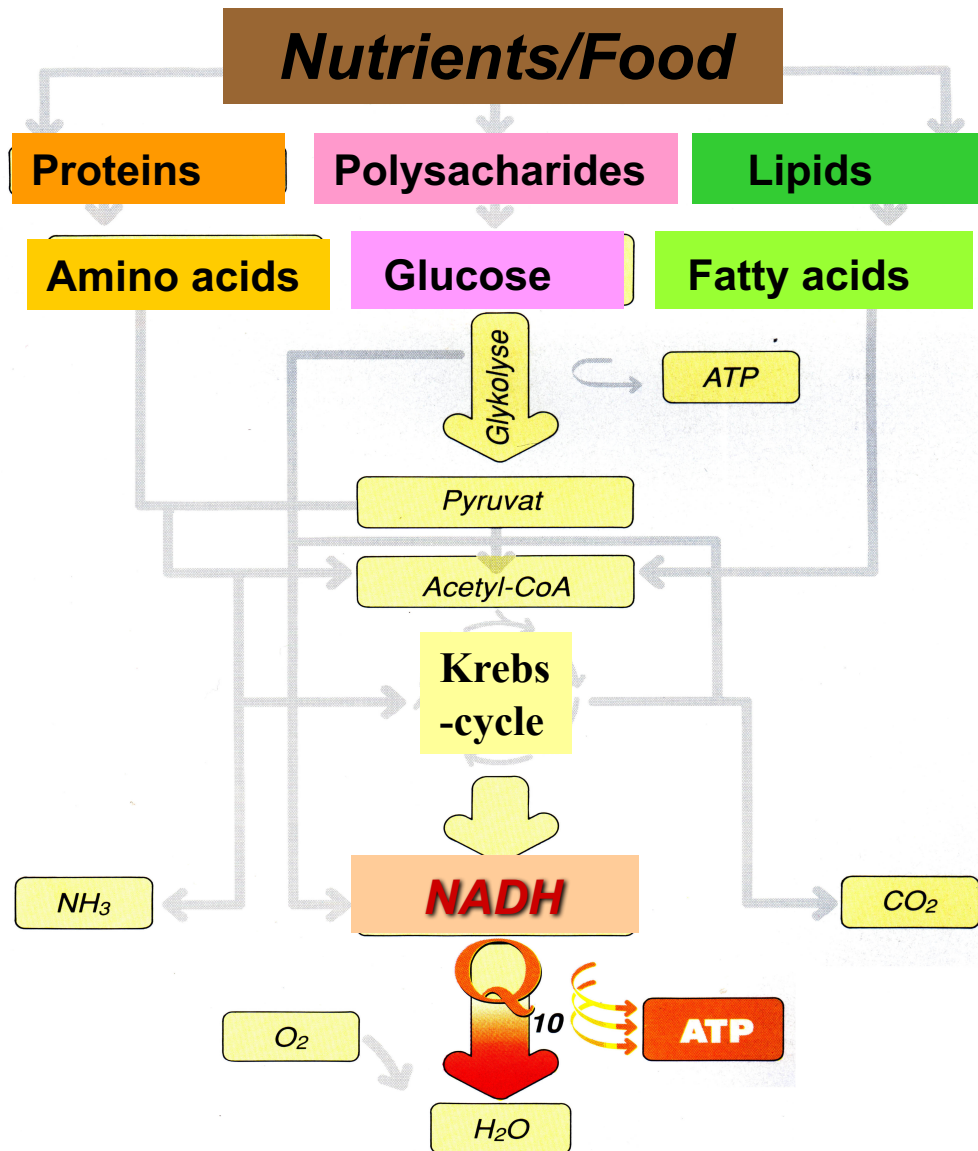 Nutrients/Food
Proteins
Polysacharides
Lipids
Amino acids
Glucose
Fatty acids
Glykolyse
ATP
Pyruvat
Acetyl-CoA
Krebs
-cycle
NADH
NH₃
CO₂
Q
10
ATP
O₂
H₂O